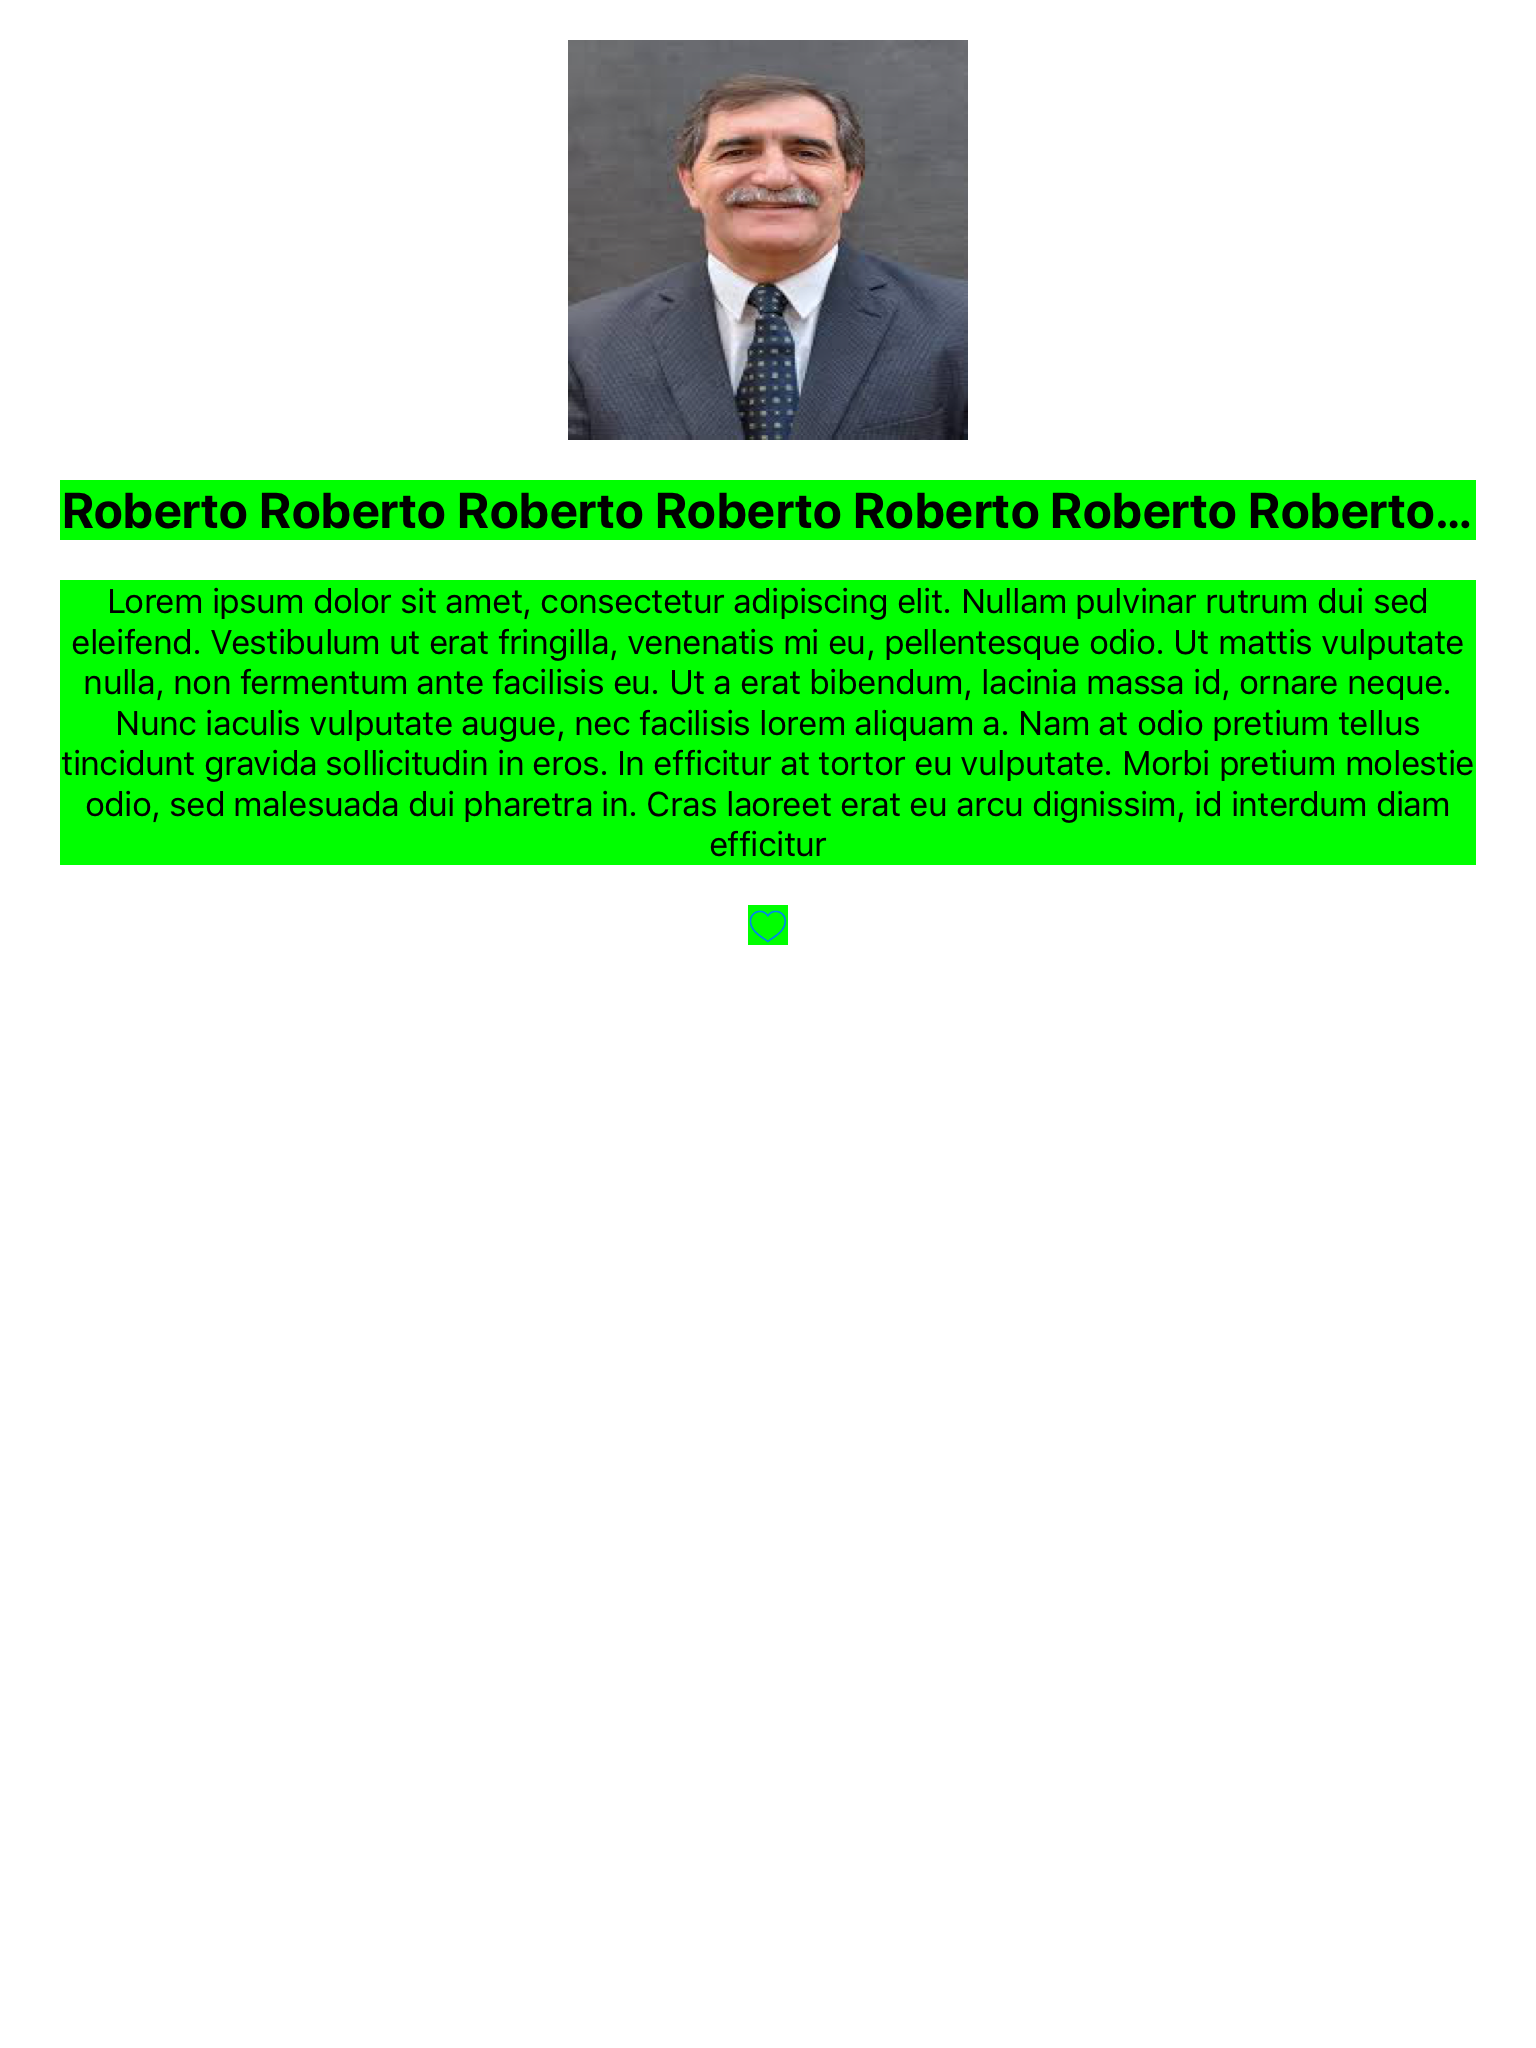 Roberto Roberto Roberto Roberto Roberto Roberto Roberto...
Lorem ipsum dolor sit amet, consectetur adipiscing elit. Nullam pulvinar rutrum dui sed
eleifend. Vestibulum ut erat fringilla, venenatis mi eu, pellentesque odio. Ut mattis vulputate
nulla, non fermentum ante facilisis eu. Ut a erat bibendum, lacinia massa id, ornare neque.
Nunc iaculis vulputate augue, nec facilisis lorem aliquam a. Nam at odio pretium tellus
tincidunt gravida sollicitudin in eros. In efficitur at tortor eu vulputate. Morbi pretium molestie
odio, sed malesuada dui pharetra in. Cras laoreet erat eu arcu dignissim, id interdum diam
efficitur